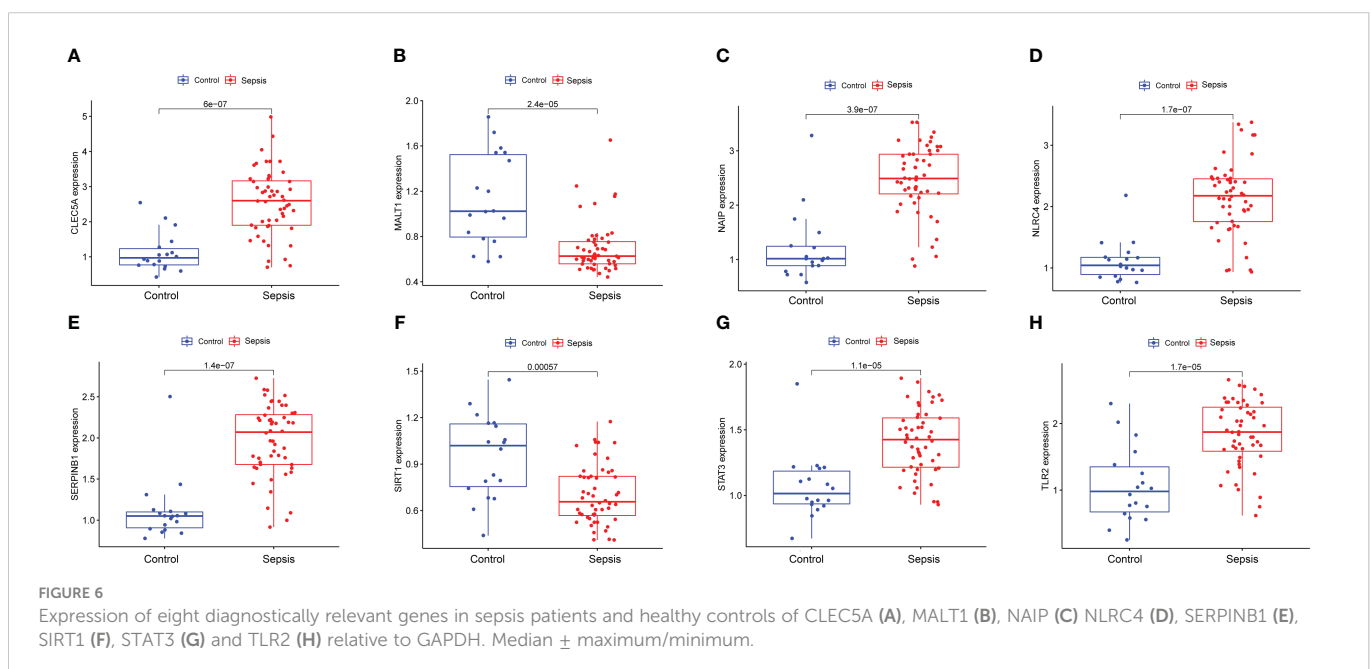 A
Control Sepsis
6e−07
CLEC5A expression
5
4
3
2
1
Control Sepsis
B
Control Sepsis
2.4e−05
MALT1 expression
2.0
1.6
1.2
0.8
0.4
Control Sepsis
C
Control Sepsis
3.9e−07
NAIP expression
3
2
1
Control Sepsis
D
Control Sepsis
1.7e−07
NLRC4 expression
3
2
1
Control Sepsis
E
Control Sepsis
1.4e−07
SERPINB1 expression
2.5
2.0
1.5
1.0
Control Sepsis
F
Control Sepsis
0.00057
SIRT1 expression
1.5
1.2
0.9
0.6
Control Sepsis
G
Control Sepsis
1.1e−05
STAT3 expression
2.0
1.5
1.0
Control Sepsis
H
Control Sepsis
1.7e−05
TLR2 expression
2
1
Control Sepsis
FIGURE 6
Expression of eight diagnostically relevant genes in sepsis patients and healthy controls of CLEC5A (A), MALT1 (B), NAIP (C) NLRC4 (D), SERPINB1 (E),
SIRT1 (F), STAT3 (G) and TLR2 (H) relative to GAPDH. Median ± maximum/minimum.